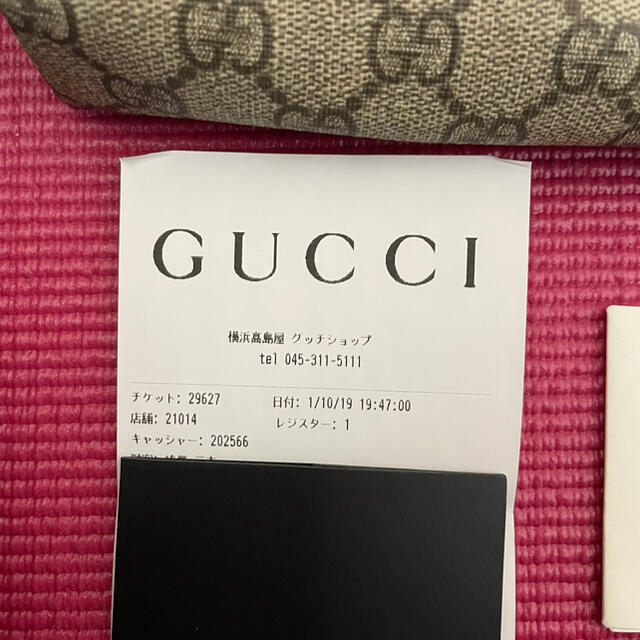 GUCCI
横浜高島屋 グッチショップ
tel 045-311-5111
チケット: 29627 日付: 1/10/19 19:47:00
店舗: 21014 レジスター: 1
キャッシャー: 202566